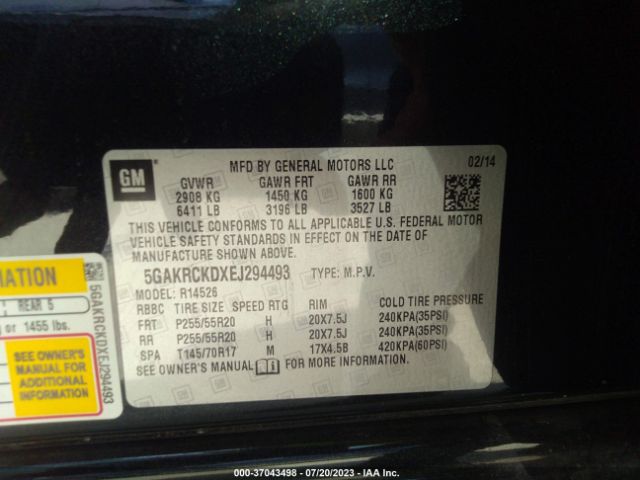 GM
MFD BY GENERAL MOTORS LLC 02/14
GVWR GAWR FRT GAWR RR
2908 KG 1450 KG 1600 KG
6411 LB 3196 LB 3527 LB
THIS VEHICLE CONFORMS TO ALL APPLICABLE U.S. FEDERAL MOTOR
VEHICLE SAFETY STANDARDS IN EFFECT ON THE DATE OF
MANUFACTURE SHOWN ABOVE.
5GAKRCKDXEJ294493 TYPE: M.P.V.
MODEL: R14526
RBBC TIRE SIZE SPEED RTG RIM COLD TIRE PRESSURE
FRT P255/55R20 H 20X7.5J 240KPA(35PSI)
RR P255/55R20 H 20X7.5J 240KPA(35PSI)
SPA T145/70R17 M 17X4.5B 420KPA(60PSI)
SEE OWNER'S MANUAL FOR MORE INFORMATION
REAR 5
or 1455 lbs.
SEE OWNER'S
MANUAL FOR
ADDITIONAL
INFORMATION
5GAKRCKDXEJ294493
000-37043498 - 07/20/2023 - IAA Inc.